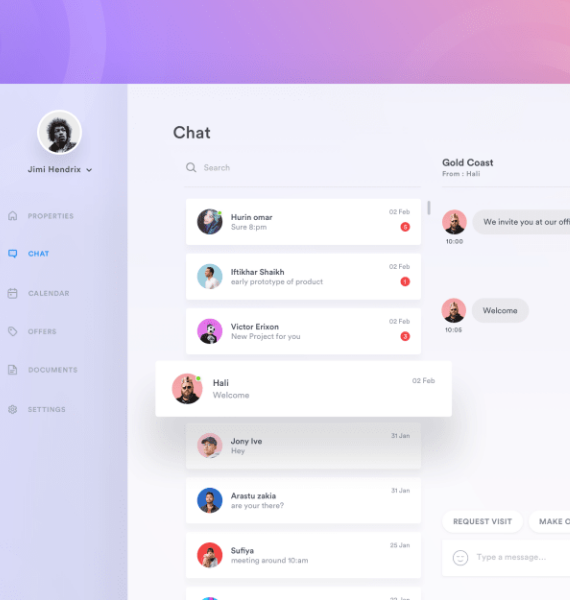 Jimi Hendrix
PROPERTIES
CHAT
CALENDAR
OFFERS
DOCUMENTS
SETTINGS
Chat
Search
Hurin omar
02 Feb
Sure 8:pm
Iftikhar Shaikh
02 Feb
early prototype of product
1
Victor Erixon
02 Feb
New Project for you
3
Hali
02 Feb
Welcome
Jony Ive
31 Jan
Hey
Arastu zakia
31 Jan
are your there?
Sufiya
meeting around 10:am
Gold Coast
From : Hali
We invite you at our offi
10:00
Welcome
10:05
REQUEST VISIT
MAKE
Type a message...